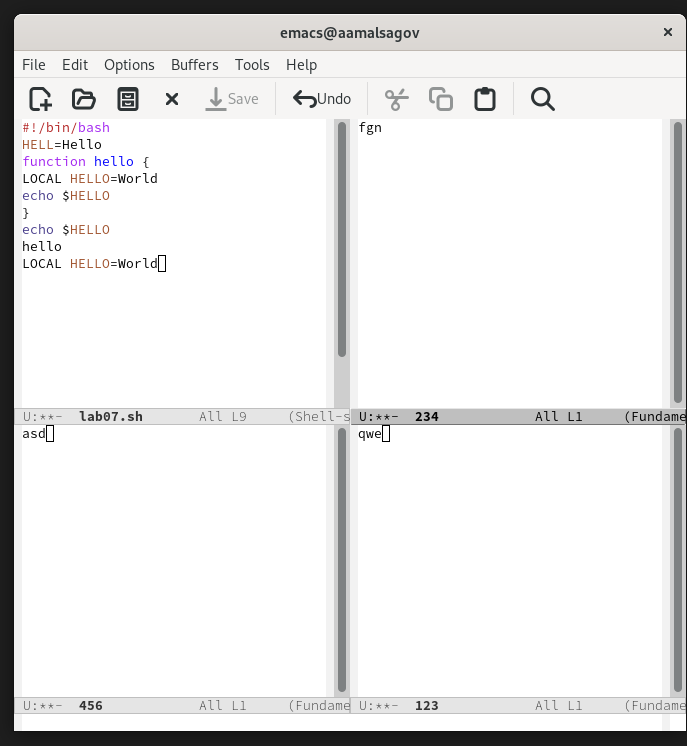 emacs@aamalsagov
File Edit Options Buffers Tools Help
Save Undo
#!/bin/bash
HELL=Hello
function hello {
LOCAL HELLO=World
echo $HELLO
}
echo $HELLO
hello
LOCAL HELLO=World
U:**- lab07.sh All L9 (Shell-s
fgn
U:**- 234 All L1 (Fundame
asd
U:**- 456 All L1 (Fundame
qwe
U:**- 123 All L1 (Fundame